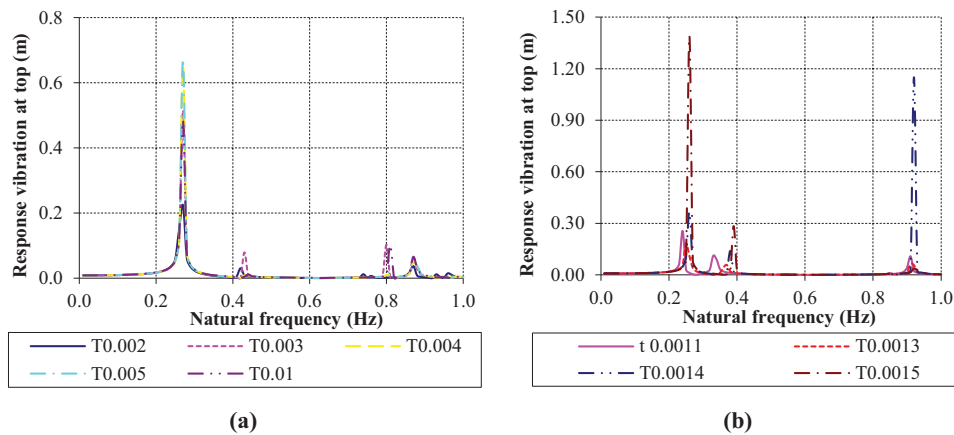 Response vibration at top (m)
0.8
0.6
0.4
0.2
0.0
0.0 0.2 0.4 0.6 0.8 1.0
Natural frequency (Hz)
T0.002 T0.003 T0.004
T0.005 T0.01
(a)
Response vibration at top (m)
1.50
1.20
0.90
0.60
0.30
0.00
0.0 0.2 0.4 0.6 0.8 1.0
Natural frequency (Hz)
t 0.0011 T0.0013
T0.0014 T0.0015
(b)